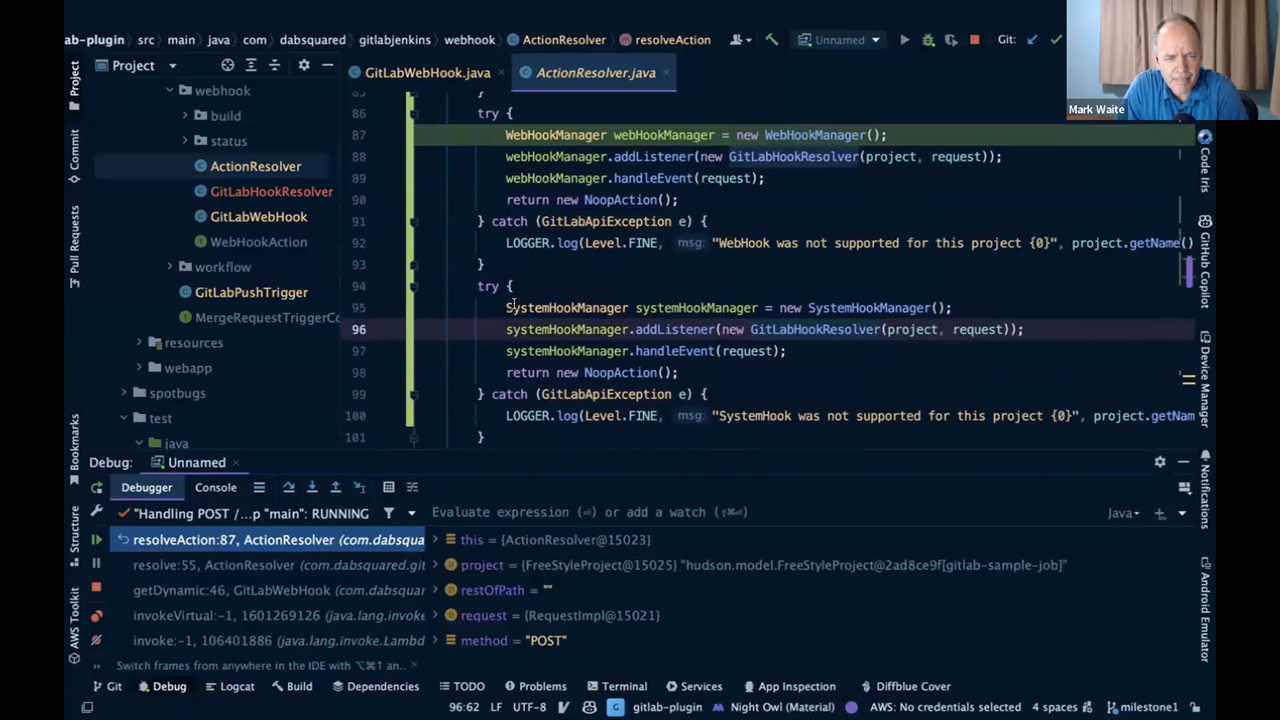 ab-plugin › src › main › java › com › dabsquared › gitlabjenkins › webhook › ActionResolver › resolveAction Unnamed Git:
Mark Waite
Project
GitLabWebHook.java × ActionResolver.java ×
webhook
build
status
ActionResolver
GitLabHookResolver
GitLabWebHook
WebHookAction
workflow
GitLabPushTrigger
MergeRequestTriggerCo
resources
webapp
spotbugs
test
java
85 }
86 try {
87 WebHookManager webHookManager = new WebHookManager();
88 webHookManager.addListener(new GitLabHookResolver(project, request));
89 webHookManager.handleEvent(request);
90 return new NoopAction();
91 } catch (GitLabApiException e) {
92 LOGGER.log(Level.FINE, msg: "WebHook was not supported for this project {0}", project.getName()
93 }
94 try {
95 SystemHookManager systemHookManager = new SystemHookManager();
96 systemHookManager.addListener(new GitLabHookResolver(project, request));
97 systemHookManager.handleEvent(request);
98 return new NoopAction();
99 } catch (GitLabApiException e) {
100 LOGGER.log(Level.FINE, msg: "SystemHook was not supported for this project {0}", project.getNam
101 }
Project
Commit
Pull Requests
Bookmarks
Structure
AWS Toolkit
Code Iris
GitHub Copilot
Device Manager
Notifications
Android Emulator
Debug: Unnamed ×
Debugger Console
"Handling POST /...p "main": RUNNING
Evaluate expression (⏎) or add a watch (⇧⌘⏎) Java
resolveAction:87, ActionResolver (com.dabsqua
resolve:55, ActionResolver (com.dabsquared.git
getDynamic:46, GitLabWebHook (com.dabsquared
invokeVirtual:-1, 1601269126 (java.lang.invoke
invoke:-1, 106401886 (java.lang.invoke.Lambd
this = {ActionResolver@15023}
project = {FreeStyleProject@15025} "hudson.model.FreeStyleProject@2ad8ce9f[gitlab-sample-job]"
restOfPath = ""
request = {RequestImpl@15021}
method = "POST"
Switch frames from anywhere in the IDE with ⌥⌘↑ an...
Git Debug Logcat Build Dependencies TODO Problems Terminal Services App Inspection Diffblue Cover
96:62 LF UTF-8 gitlab-plugin Night Owl (Material) AWS: No credentials selected 4 spaces milestone1